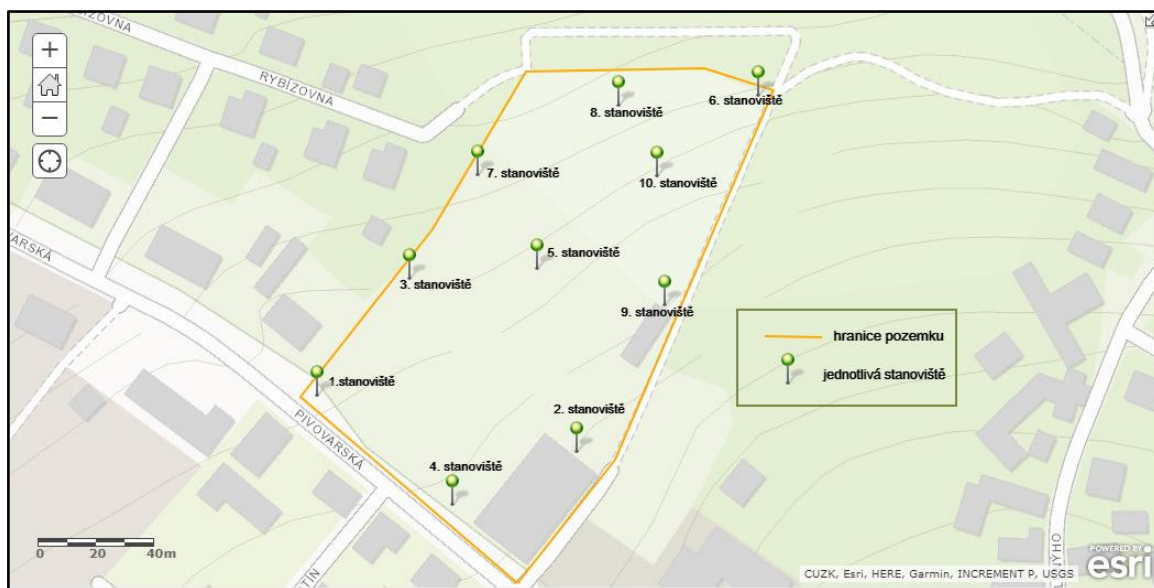 RYBÍZOVNA
6. stanoviště
8. stanoviště
7. stanoviště
10. stanoviště
5. stanoviště
3. stanoviště
9. stanoviště
hranice pozemku
jednotlivá stanoviště
1.stanoviště
2. stanoviště
PIVOVARSKÁ
4. stanoviště
0 20 40m
CUZK, Esri, HERE, Garmin, INCREMENT P, USGS
POWERED BY
esri